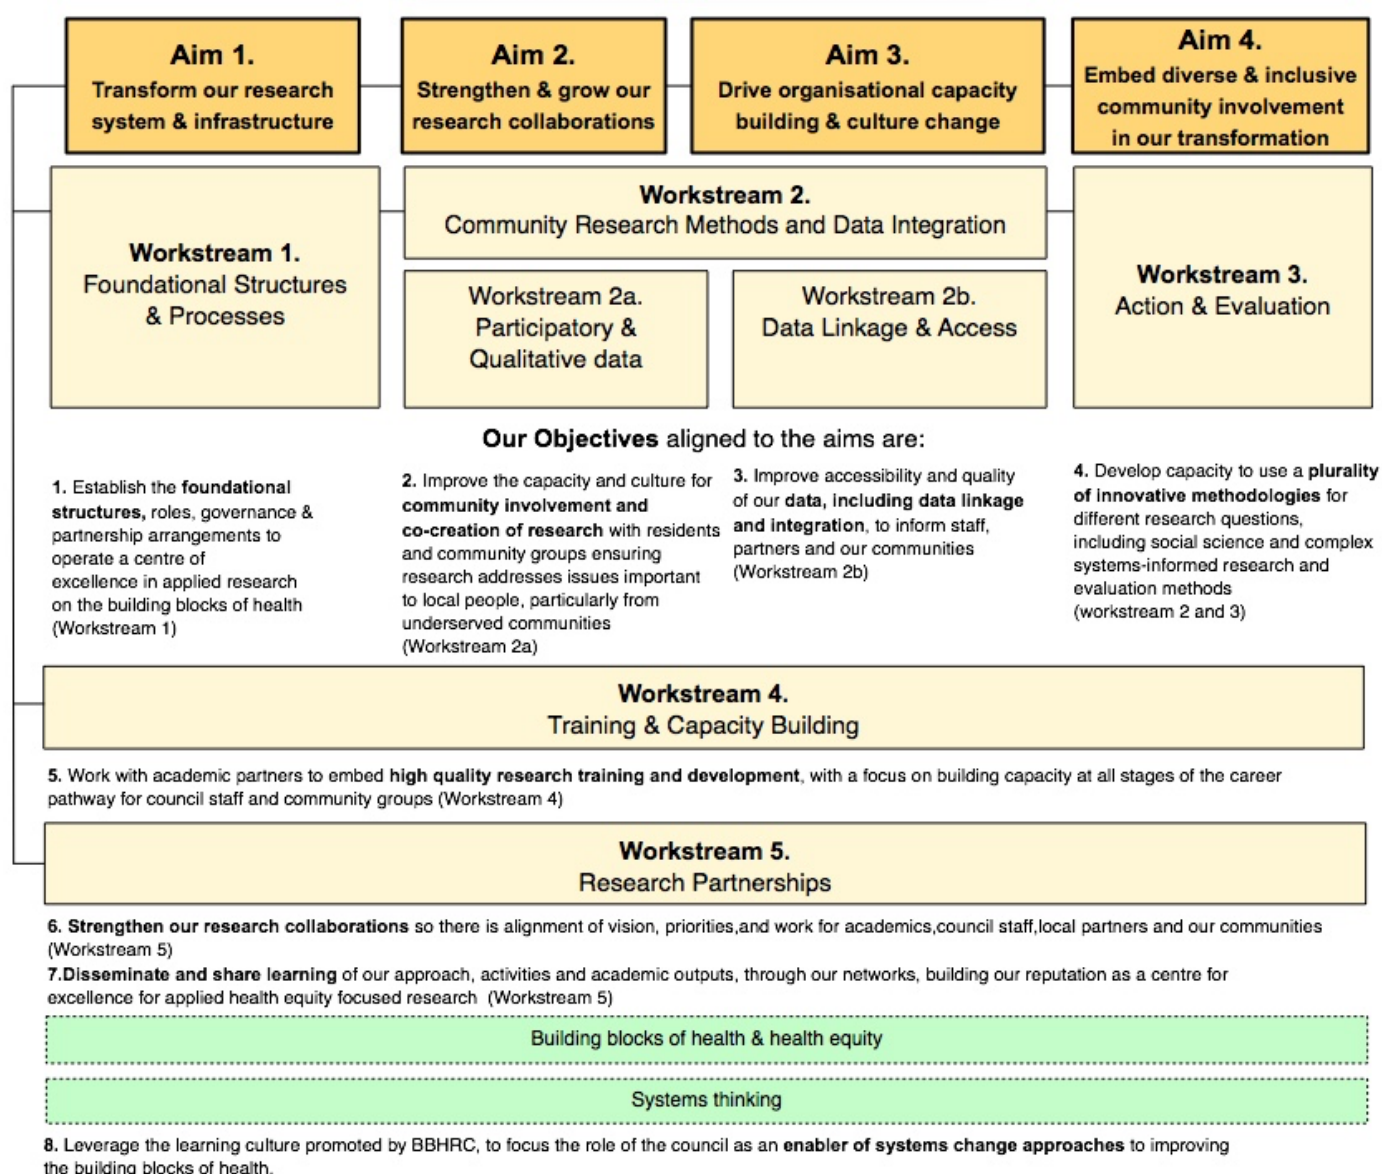 Aim 1.
Transform our research
system & infrastructure
Aim 2.
Strengthen & grow our
research collaborations
Aim 3.
Drive organisational capacity
building & culture change
Aim 4.
Embed diverse & inclusive
community involvement
in our transformation
Workstream 1.
Foundational Structures
& Processes
Workstream 2.
Community Research Methods and Data Integration
Workstream 2a.
Participatory &
Qualitative data
Workstream 2b.
Data Linkage & Access
Workstream 3.
Action & Evaluation
Our Objectives aligned to the aims are:
1. Establish the foundational
structures, roles, governance &
partnership arrangements to
operate a centre of
excellence in applied research
on the building blocks of health
(Workstream 1)
2. Improve the capacity and culture for
community involvement and
co-creation of research with residents
and community groups ensuring
research addresses issues important
to local people, particularly from
underserved communities
(Workstream 2a)
3. Improve accessibility and quality
of our data, including data linkage
and integration, to inform staff,
partners and our communities
(Workstream 2b)
4. Develop capacity to use a plurality
of innovative methodologies for
different research questions,
including social science and complex
systems-informed research and
evaluation methods
(workstream 2 and 3)
Workstream 4.
Training & Capacity Building
5. Work with academic partners to embed high quality research training and development, with a focus on building capacity at all stages of the career
pathway for council staff and community groups (Workstream 4)
Workstream 5.
Research Partnerships
6. Strengthen our research collaborations so there is alignment of vision, priorities,and work for academics,council staff,local partners and our communities
(Workstream 5)
7.Disseminate and share learning of our approach, activities and academic outputs, through our networks, building our reputation as a centre for
excellence for applied health equity focused research (Workstream 5)
Building blocks of health & health equity
Systems thinking
8. Leverage the learning culture promoted by BBHRC, to focus the role of the council as an enabler of systems change approaches to improving
the building blocks of health.